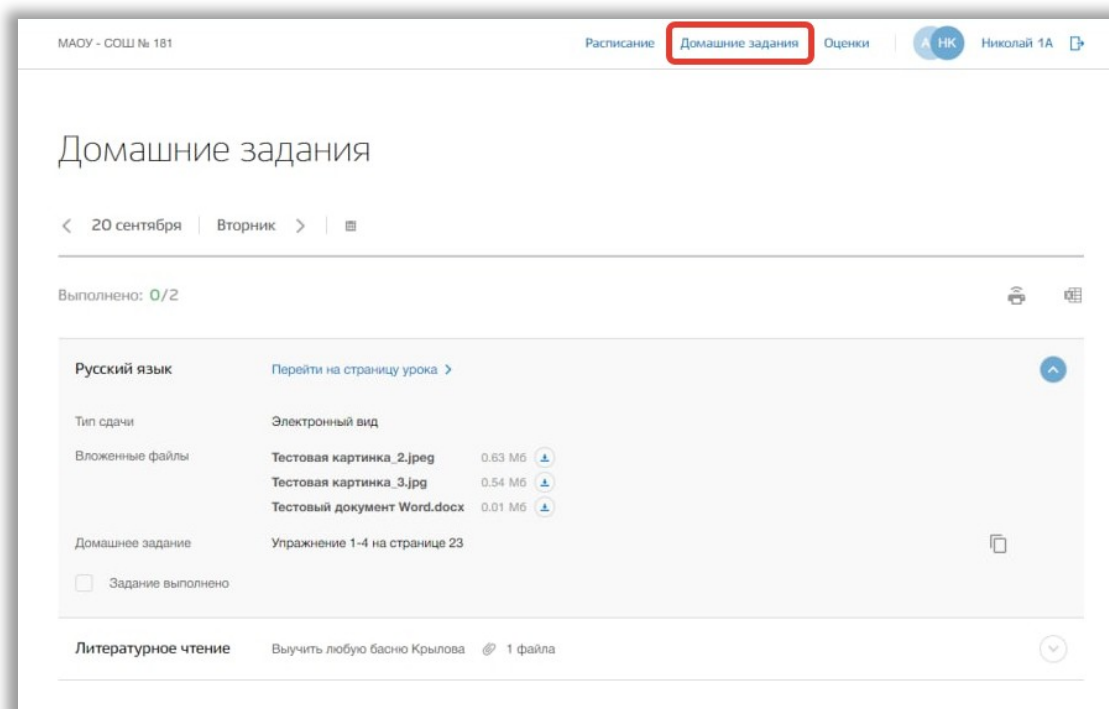 МАОУ - СОШ № 181 Расписание Домашние задания Оценки А НК Николай 1А
Домашние задания
20 сентября Вторник
Выполнено: 0/2
Русский язык Перейти на страницу урока
Тип сдачи Электронный вид
Вложенные файлы Тестовая картинка_2.jpeg 0.63 Мб
Тестовая картинка_3.jpg 0.54 Мб
Тестовый документ Word.docx 0.01 Мб
Домашнее задание Упражнение 1-4 на странице 23
Задание выполнено
Литературное чтение Выучить любую басню Крылова 1 файла